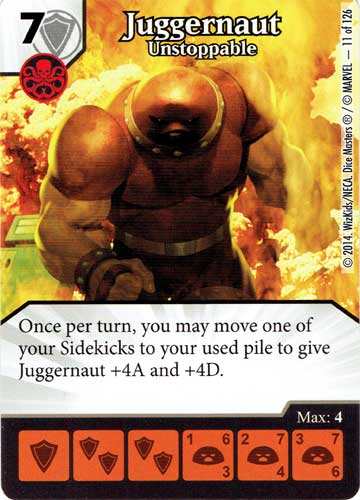 7
Juggernaut
Unstoppable
© 2014, WizKids/NECA. Dice Masters ® / © MARVEL — 11 of 126
Once per turn, you may move one of
your Sidekicks to your used pile to give
Juggernaut +4A and +4D.
Max: 4
1 6
3
2 7
4
3 7
6